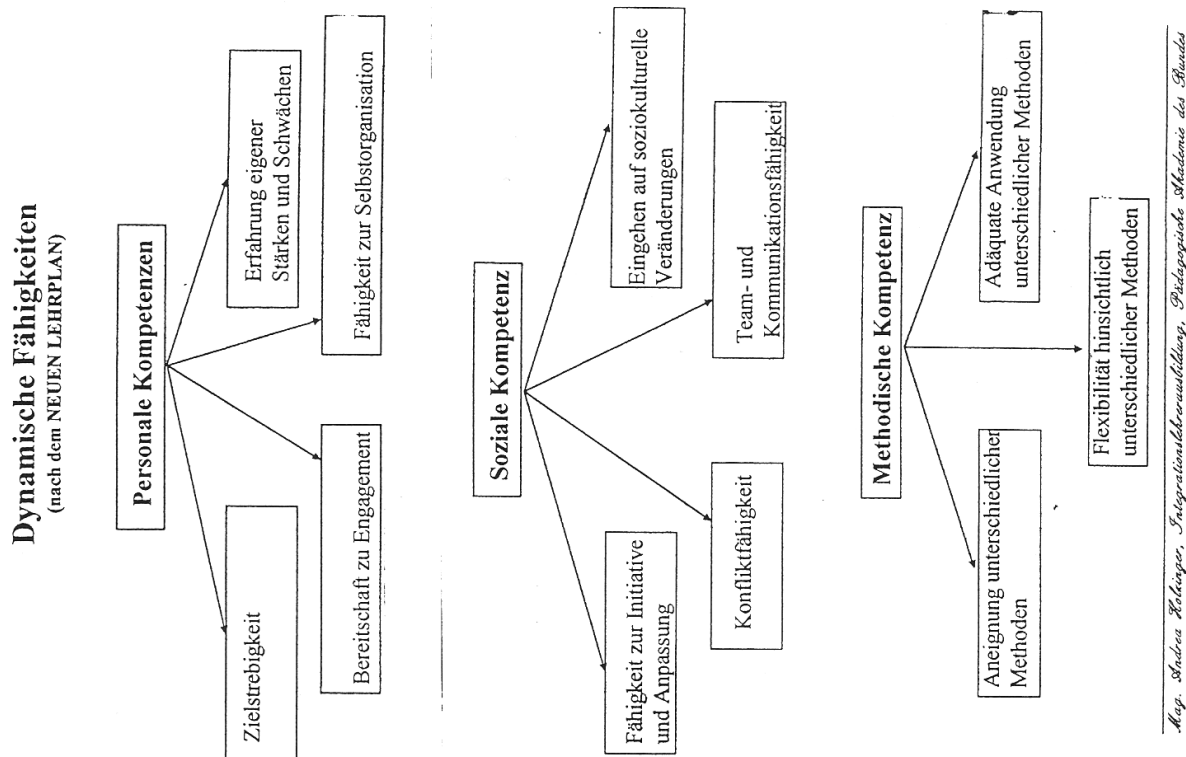 Dynamische Fähigkeiten
(nach dem NEUEN LEHRPLAN)
Personale Kompetenzen
Zielstrebigkeit
Erfahrung eigener
Stärken und Schwächen
Bereitschaft zu Engagement
Fähigkeit zur Selbstorganisation
Soziale Kompetenz
Fähigkeit zur Initiative
und Anpassung
Eingehen auf soziokulturelle
Veränderungen
Konfliktfähigkeit
Team- und
Kommunikationsfähigkeit
Methodische Kompetenz
Aneignung unterschiedlicher
Methoden
Adäquate Anwendung
unterschiedlicher Methoden
Flexibilität hinsichtlich
unterschiedlicher Methoden
Mag. Andrea Holzinger, Integrationslehrerausbildung, Pädagogische Akademie des Bundes